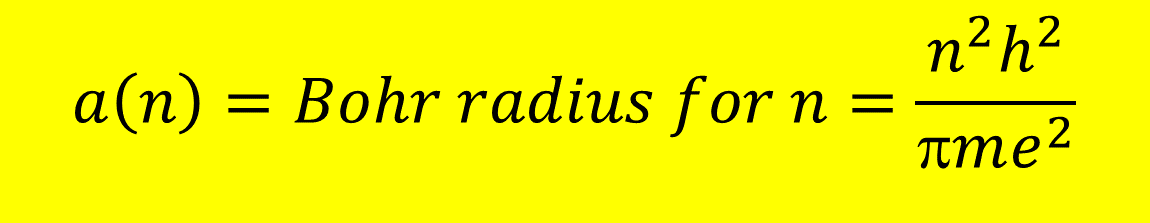 a(n) = Bohr radius for n = n²h²/πme²